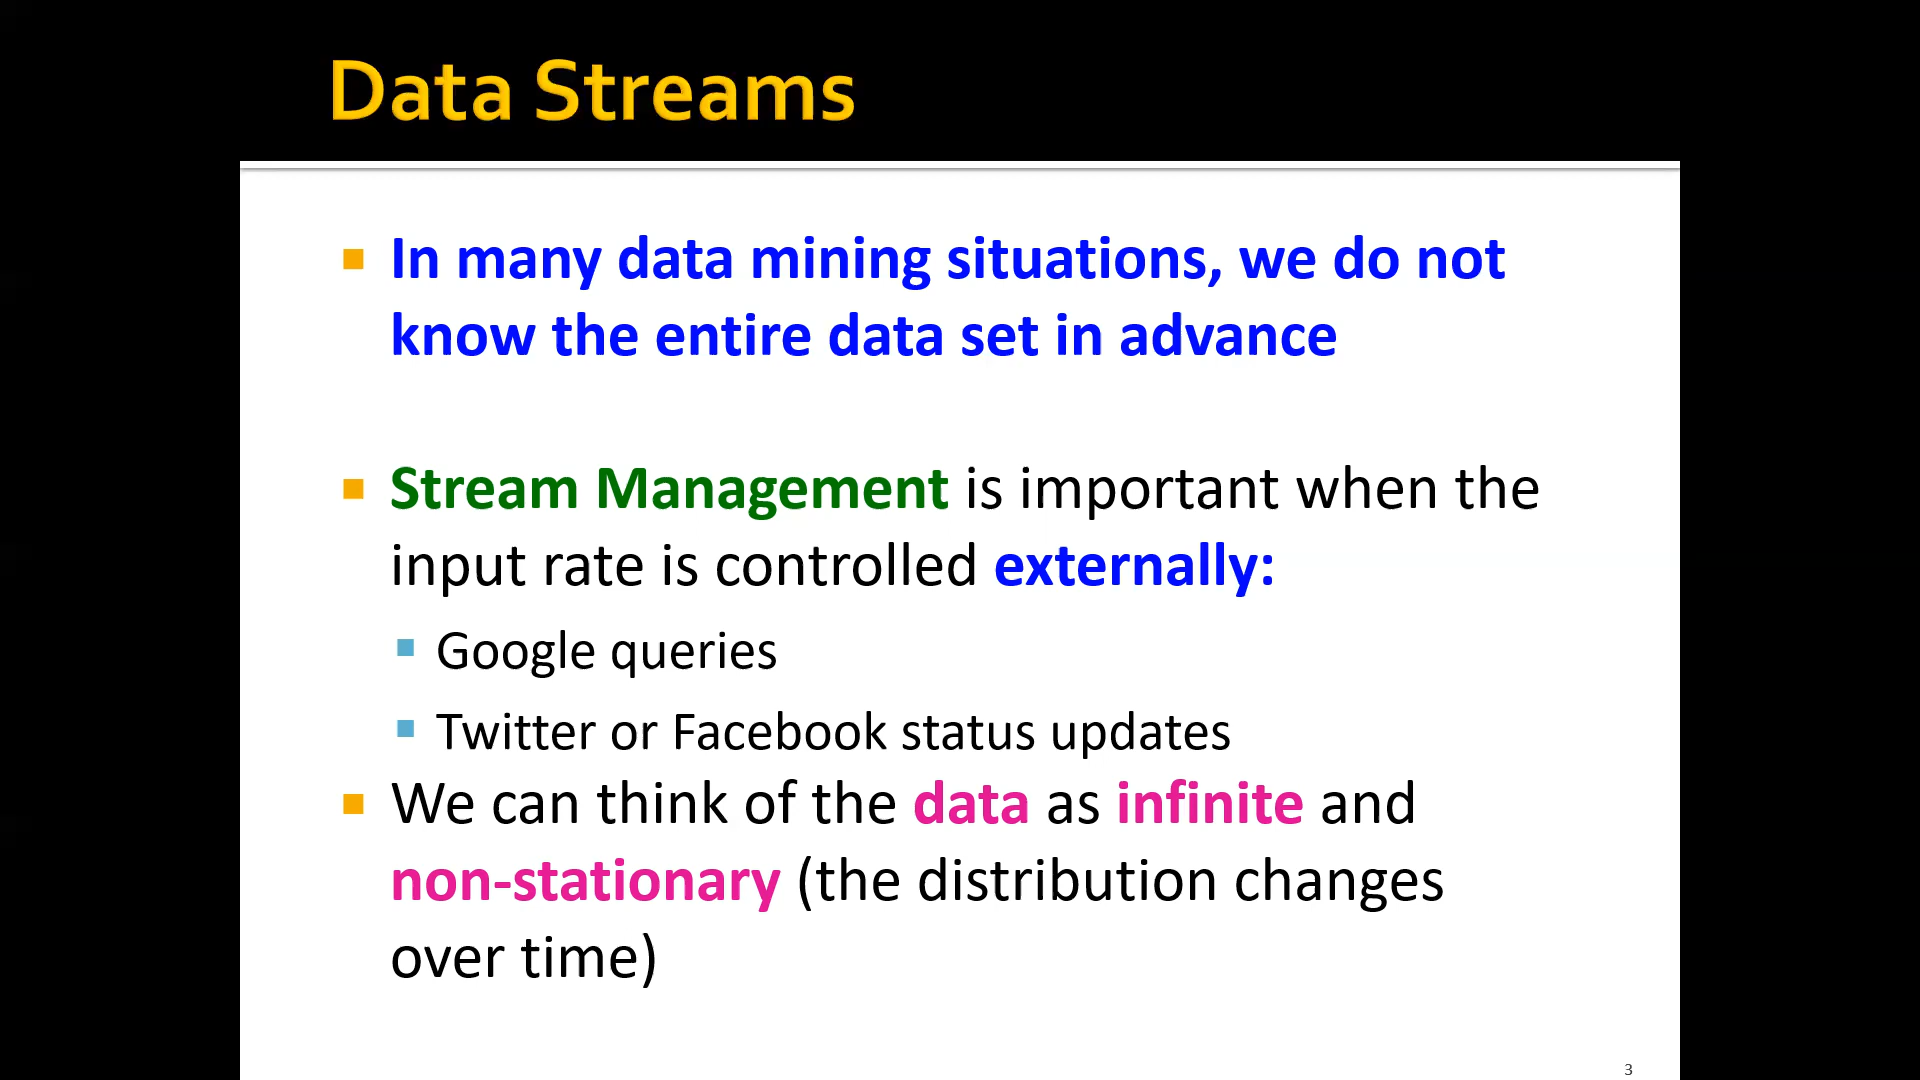 Data Streams
In many data mining situations, we do not
know the entire data set in advance
Stream Management is important when the
input rate is controlled externally:
Google queries
Twitter or Facebook status updates
We can think of the data as infinite and
non-stationary (the distribution changes
over time)
3